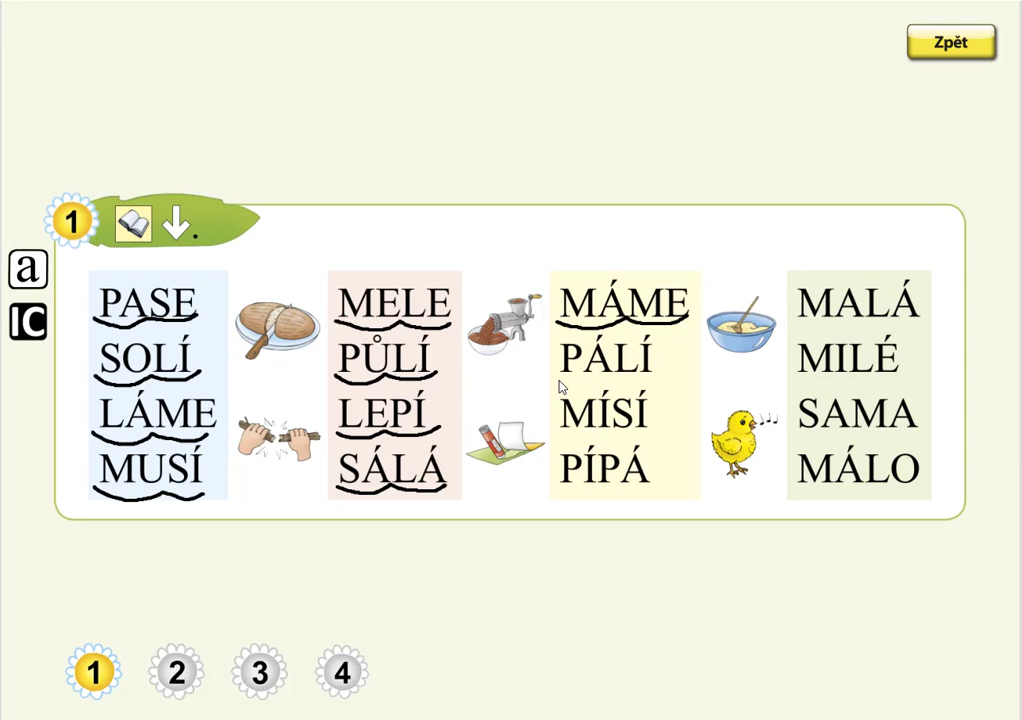 Zpět
1
a
IC
PASE
SOLÍ
LÁME
MUSÍ
MELE
PŮLÍ
LEPÍ
SÁLÁ
MÁME
PÁLÍ
MÍSÍ
PÍPÁ
MALÁ
MILÉ
SAMA
MÁLO
1 2 3 4